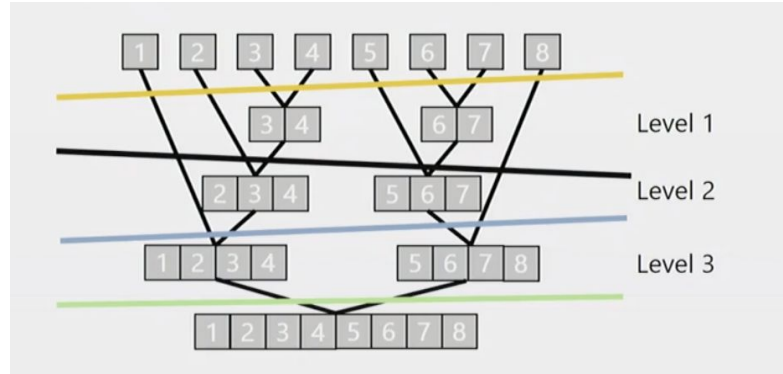 1 2 3 4 5 6 7 8
3 4 6 7 Level 1
2 3 4 5 6 7 Level 2
1 2 3 4 5 6 7 8 Level 3
1 2 3 4 5 6 7 8